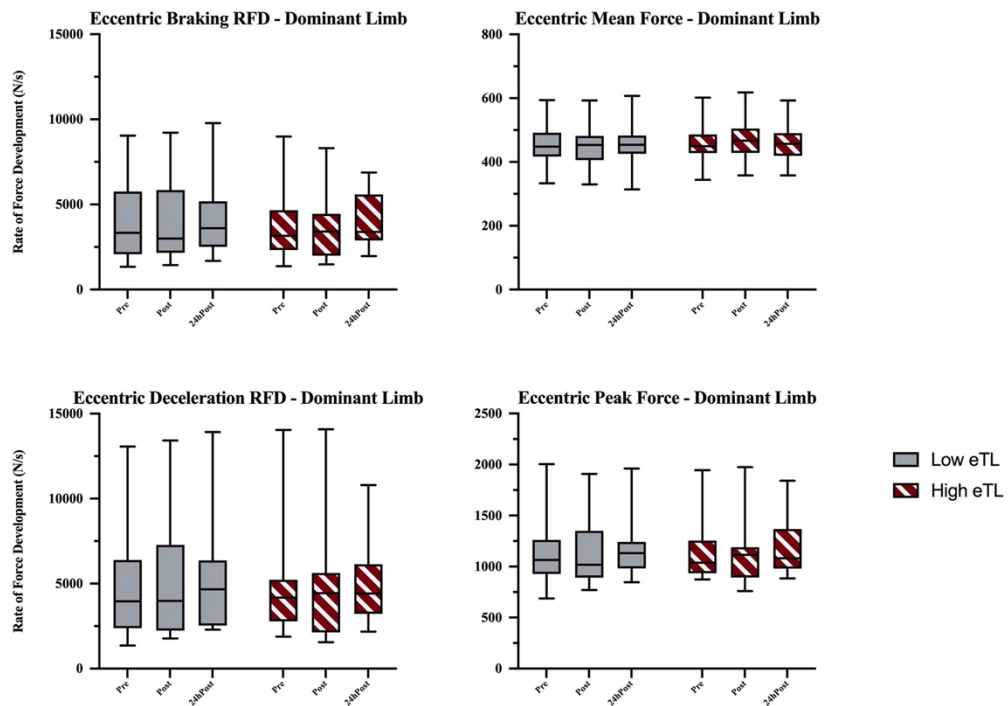 Eccentric Braking RFD - Dominant Limb
Rate of Force Development (N/s)
15000
10000
5000
0
Pre
Post
24hPost
Pre
Post
24hPost
Eccentric Mean Force - Dominant Limb
800
600
400
200
0
Pre
Post
24hPost
Pre
Post
24hPost
Eccentric Deceleration RFD - Dominant Limb
Rate of Force Development (N/s)
15000
10000
5000
0
Pre
Post
24hPost
Pre
Post
24hPost
Eccentric Peak Force - Dominant Limb
2500
2000
1500
1000
500
0
Pre
Post
24hPost
Pre
Post
24hPost
Low eTL
High eTL